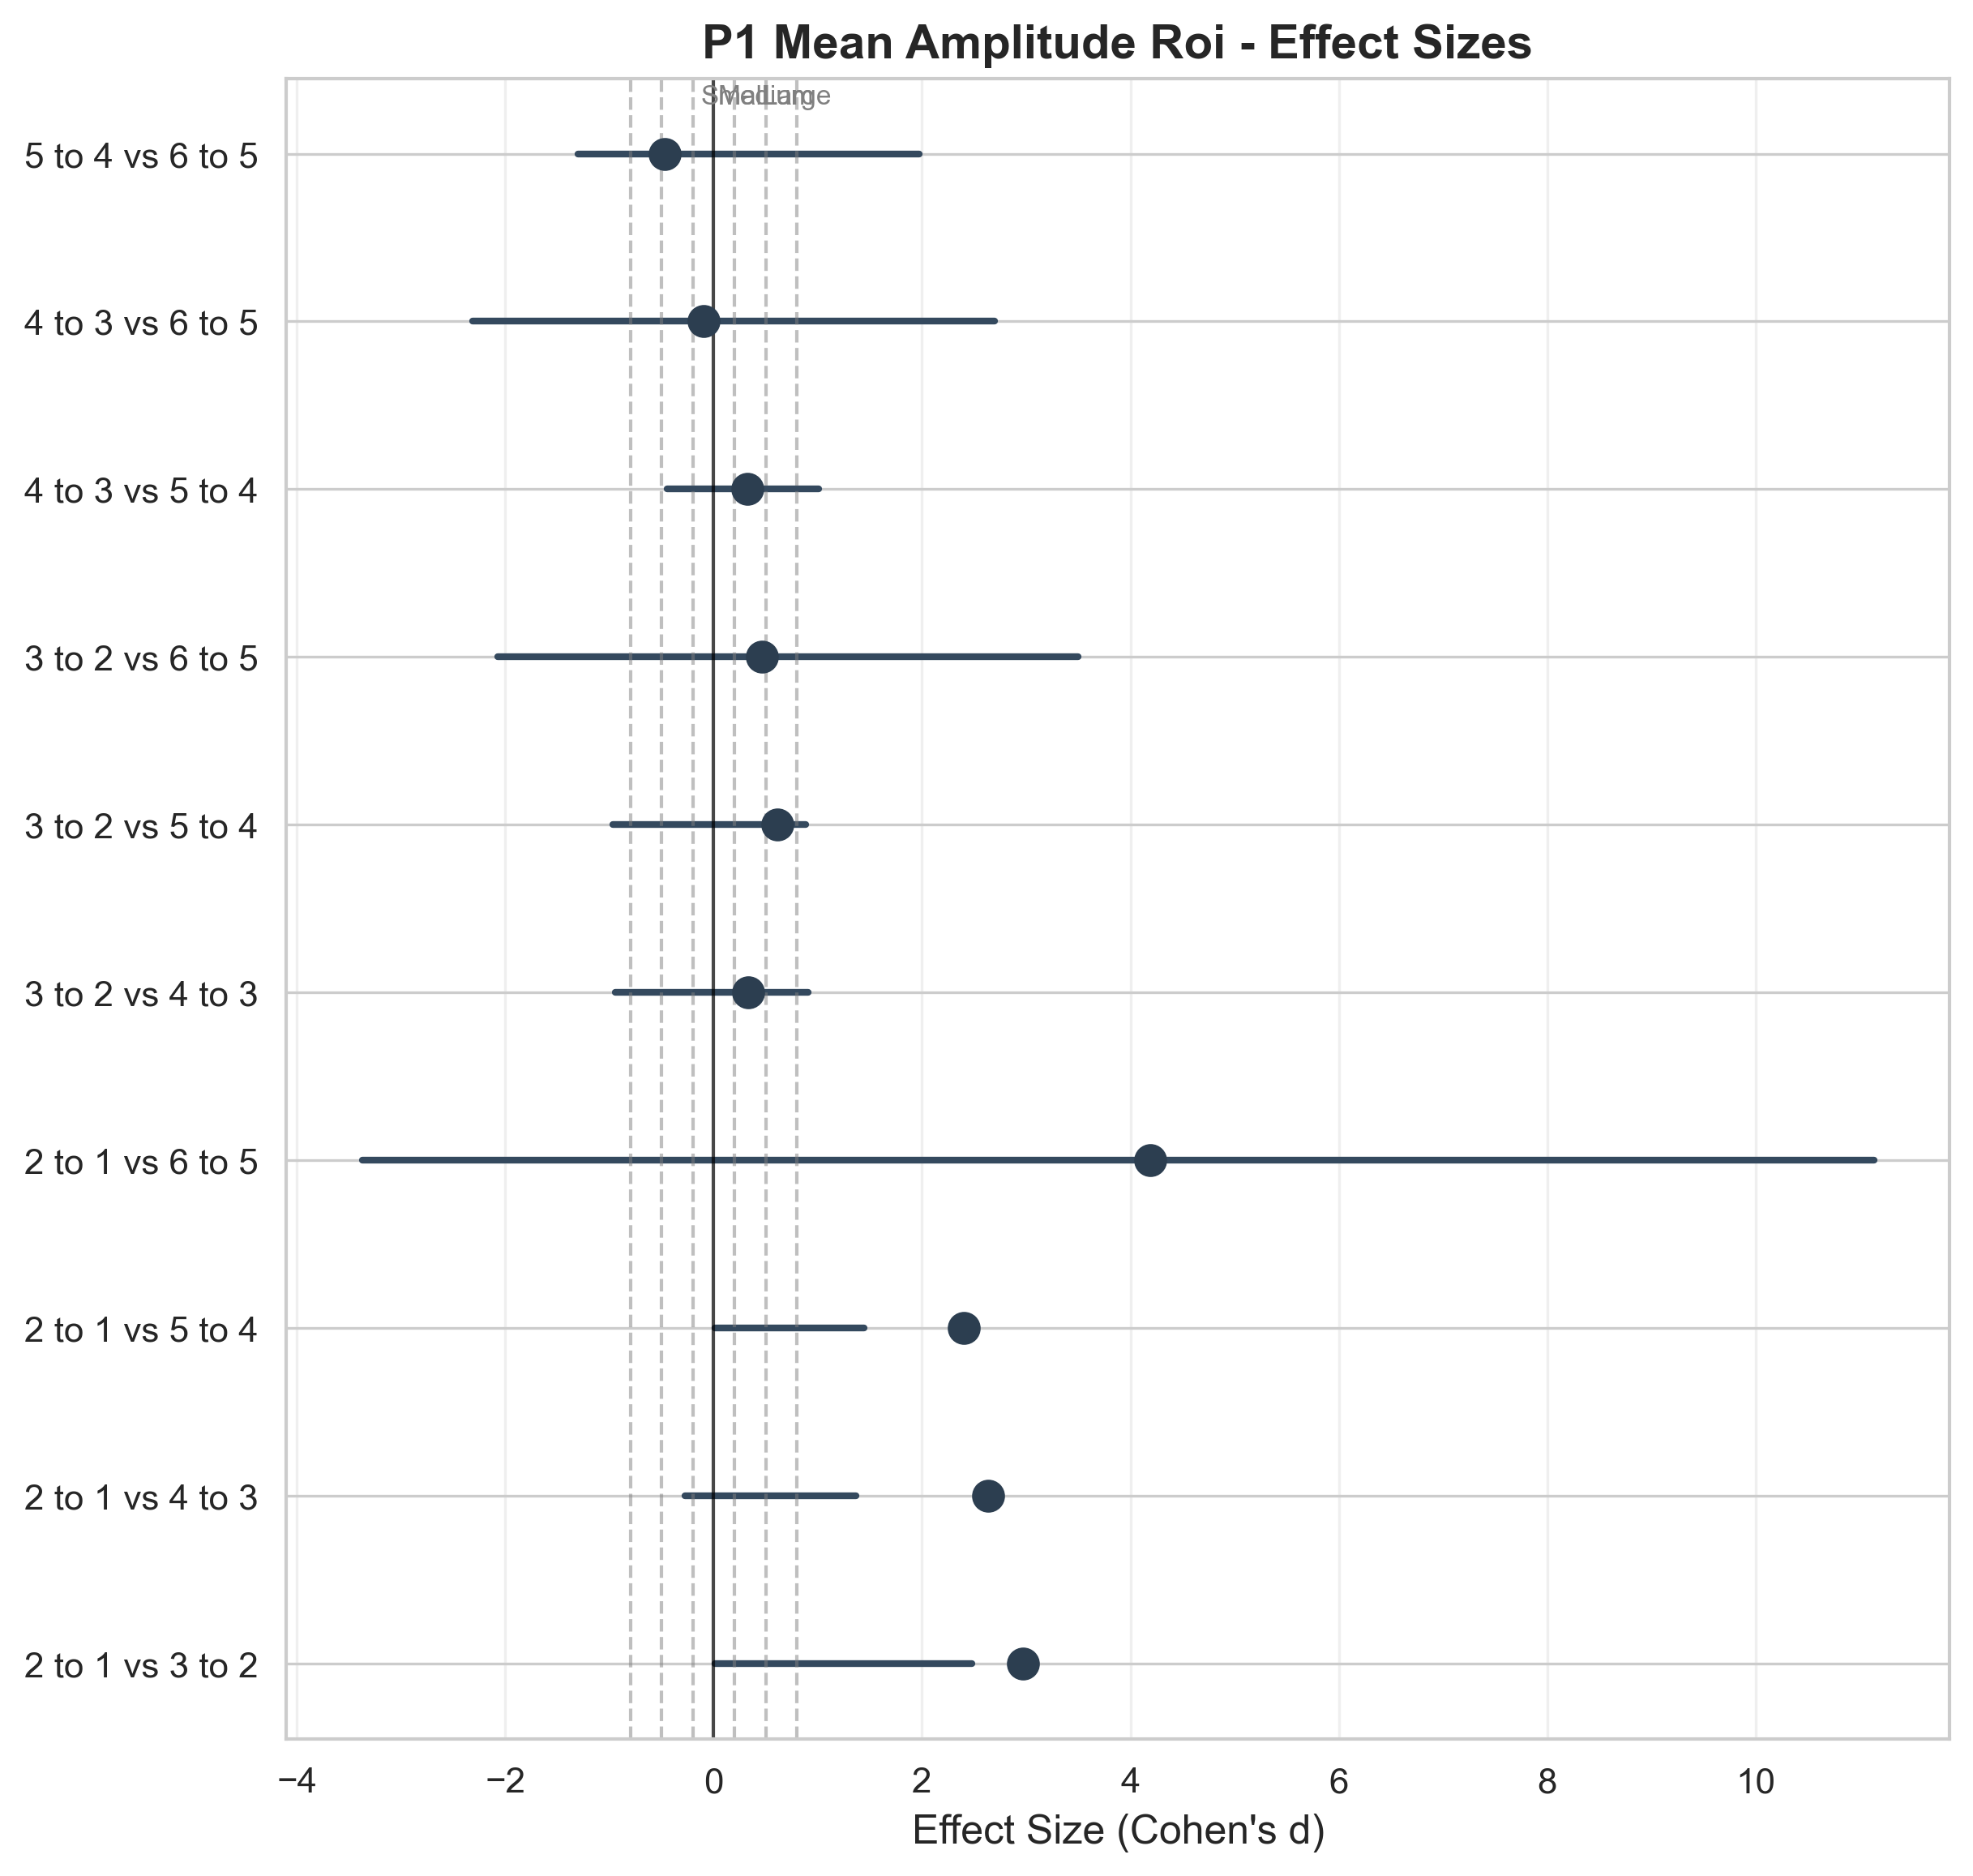 P1 Mean Amplitude Roi - Effect Sizes
Small Medium Large
5 to 4 vs 6 to 5
4 to 3 vs 6 to 5
4 to 3 vs 5 to 4
3 to 2 vs 6 to 5
3 to 2 vs 5 to 4
3 to 2 vs 4 to 3
2 to 1 vs 6 to 5
2 to 1 vs 5 to 4
2 to 1 vs 4 to 3
2 to 1 vs 3 to 2
−4 −2 0 2 4 6 8 10
Effect Size (Cohen's d)